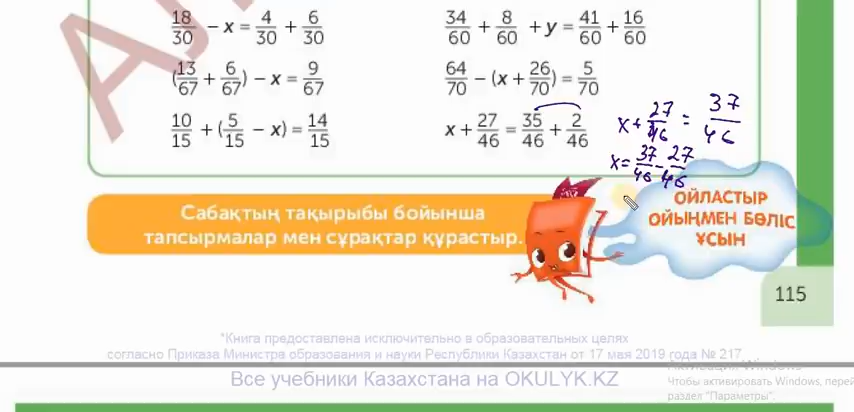 18/30 − x = 4/30 + 6/30
34/60 + 8/60 + y = 41/60 + 16/60
(13/67 + 6/67) − x = 9/67
64/70 − (x + 26/70) = 5/70
10/15 + (5/15 − x) = 14/15
x + 27/46 = 35/46 + 2/46
x + 27/46 = 37/46
x = 37/46 − 27/46
Сабақтың тақырыбы бойынша
тапсырмалар мен сұрақтар құрастыр.
ОЙЛАСТЫР
ОЙЫҢМЕН БӨЛІС
ҰСЫН
115
*Книга предоставлена исключительно в образовательных целях
согласно Приказа Министра образования и науки Республики Казахстан от 17 мая 2019 года № 217
Все учебники Казахстана на OKULYK.KZ
Чтобы активировать Windows, перей
раздел "Параметры".